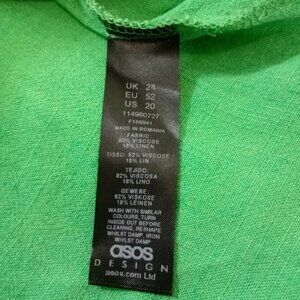 UK 24
EU 52
US 20
114960727
F100041
MADE IN ROMANIA
FABRIC:
82% VISCOSE
18% LINEN
TISSU: 82% VISCOSE
18% LIN
TEJIDO:
82% VISCOSA
18% LINO
GEWEBE:
82% VISKOSE
18% LEINEN
WASH WITH SIMILAR
COLOURS, TURN
INSIDE OUT BEFORE
CLEANING, RESHAPE
WHILST DAMP, IRON
WHILST DAMP
asos
DESIGN
asos.com Ltd